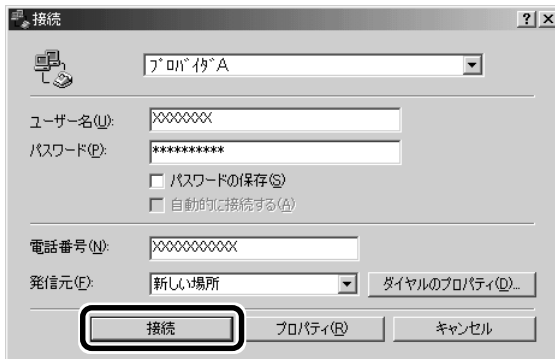 接続
ﾌﾟﾛﾊﾞｲﾀﾞA
ユーザー名(U): XXXXXXX
パスワード(P): **********
パスワードの保存(S)
自動的に接続する(A)
電話番号(N): XXXXXXXXXX
発信元(F): 新しい場所 ダイヤルのプロパティ(D)...
接続 プロパティ(R) キャンセル